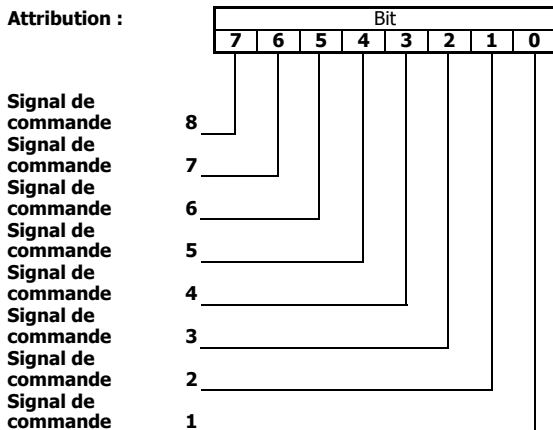 Attribution :
Bit
7 6 5 4 3 2 1 0
Signal de
commande 8
Signal de
commande 7
Signal de
commande 6
Signal de
commande 5
Signal de
commande 4
Signal de
commande 3
Signal de
commande 2
Signal de
commande 1